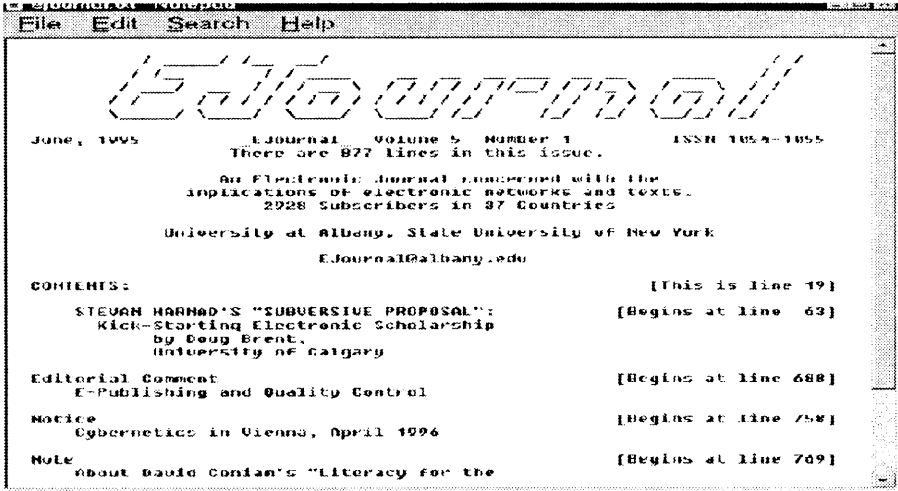 EJournal.txt - Notepad
File Edit Search Help
EJournal
June, 1995 _EJournal_ Volume 5 Number 1 ISSN 1054-1055
There are 877 lines in this issue.
An Electronic Journal concerned with the
implications of electronic networks and texts.
2928 Subscribers in 37 Countries
University at Albany, State University of New York
EJournal@albany.edu
CONTENTS: [This is line 19]
STEVAN HARNAD'S "SUBVERSIVE PROPOSAL": [Begins at line 63]
Kick-Starting Electronic Scholarship
by Doug Brent,
University of Calgary
Editorial Comment [Begins at line 688]
E-Publishing and Quality Control
Notice [Begins at line 758]
Cybernetics in Vienna, April 1996
Note [Begins at line 769]
About David Coniam's "Literacy for the